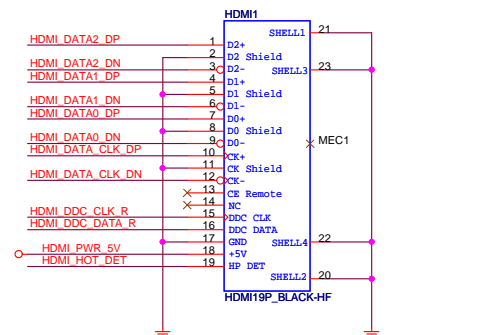 HDMI1
SHELL1 21
HDMI_DATA2_DP 1 D2+
2 D2 Shield
HDMI_DATA2_DN 3 D2-
SHELL3 23
HDMI_DATA1_DP 4 D1+
5 D1 Shield
HDMI_DATA1_DN 6 D1-
HDMI_DATA0_DP 7 D0+
8 D0 Shield
HDMI_DATA0_DN 9 D0-
MEC1
HDMI_DATA_CLK_DP 10 CK+
11 CK Shield
HDMI_DATA_CLK_DN 12 CK-
13 CE Remote
14 NC
HDMI_DDC_CLK_R 15 DDC CLK
HDMI_DDC_DATA_R 16 DDC DATA
17 GND
SHELL4 22
HDMI_PWR_5V 18 +5V
HDMI_HOT_DET 19 HP DET
SHELL2 20
HDMI19P_BLACK-HF